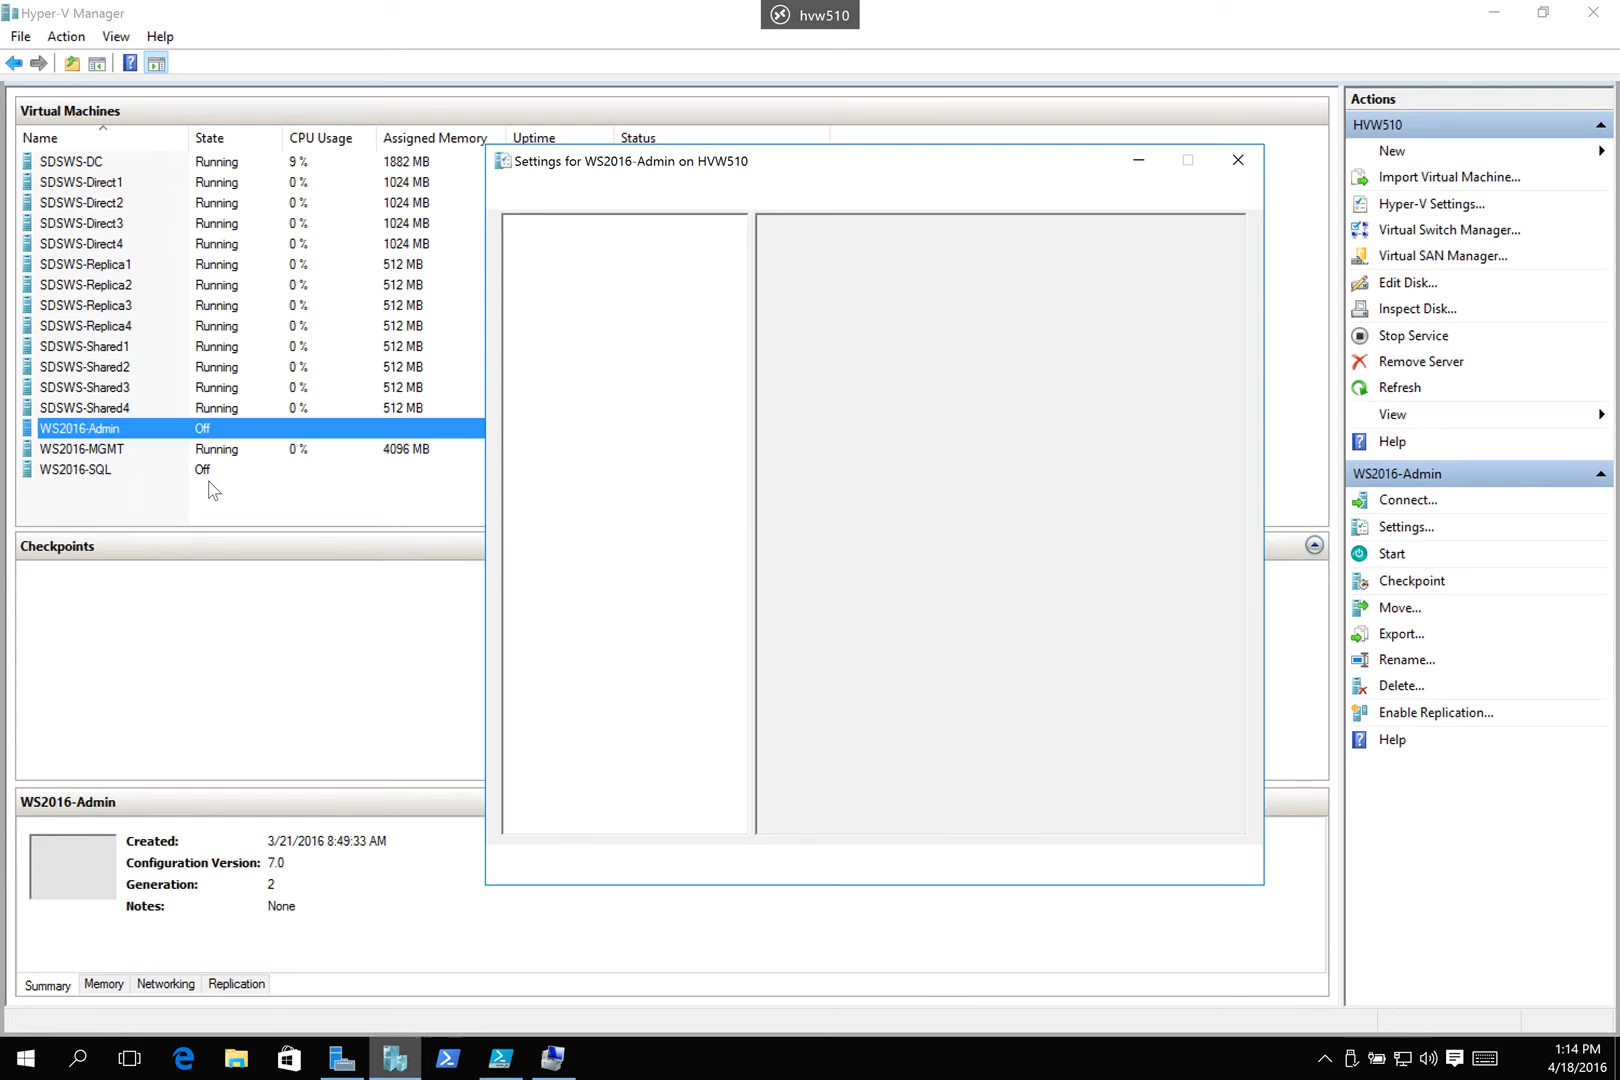 Hyper-V Manager
hvw510
File Action View Help
Virtual Machines
Name State CPU Usage Assigned Memory Uptime Status
SDSWS-DC Running 9 % 1882 MB
SDSWS-Direct1 Running 0 % 1024 MB
SDSWS-Direct2 Running 0 % 1024 MB
SDSWS-Direct3 Running 0 % 1024 MB
SDSWS-Direct4 Running 0 % 1024 MB
SDSWS-Replica1 Running 0 % 512 MB
SDSWS-Replica2 Running 0 % 512 MB
SDSWS-Replica3 Running 0 % 512 MB
SDSWS-Replica4 Running 0 % 512 MB
SDSWS-Shared1 Running 0 % 512 MB
SDSWS-Shared2 Running 0 % 512 MB
SDSWS-Shared3 Running 0 % 512 MB
SDSWS-Shared4 Running 0 % 512 MB
WS2016-Admin Off
WS2016-MGMT Running 0 % 4096 MB
WS2016-SQL Off
Settings for WS2016-Admin on HVW510
Checkpoints
WS2016-Admin
Created: 3/21/2016 8:49:33 AM
Configuration Version: 7.0
Generation: 2
Notes: None
Summary Memory Networking Replication
Actions
HVW510
New
Import Virtual Machine...
Hyper-V Settings...
Virtual Switch Manager...
Virtual SAN Manager...
Edit Disk...
Inspect Disk...
Stop Service
Remove Server
Refresh
View
Help
WS2016-Admin
Connect...
Settings...
Start
Checkpoint
Move...
Export...
Rename...
Delete...
Enable Replication...
Help
1:14 PM
4/18/2016